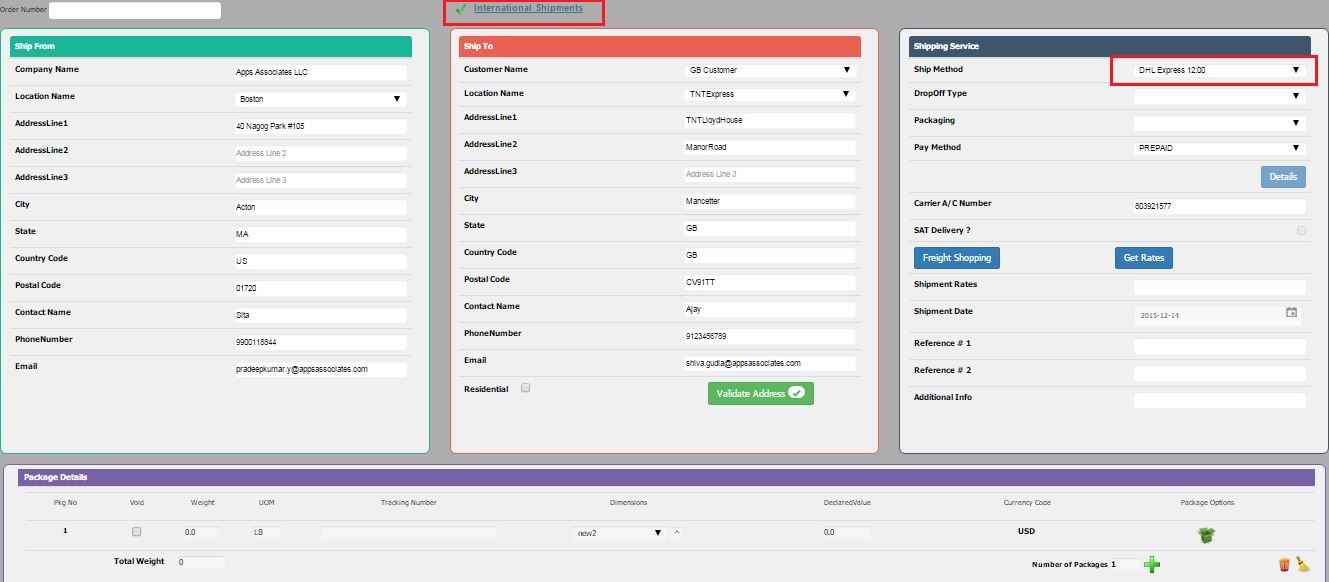 Order Number
International Shipments
Ship From
Company Name Apps Associates LLC
Location Name Boston
AddressLine1 40 Nagog Park #105
AddressLine2 Address Line 2
AddressLine3 Address Line 3
City Acton
State MA
Country Code US
Postal Code 01720
Contact Name Sita
PhoneNumber 9900118844
Email pradeepkumar.y@appsassociates.com
Ship To
Customer Name GB Customer
Location Name TNTExpress
AddressLine1 TNTLloydHouse
AddressLine2 ManorRoad
AddressLine3 Address Line 3
City Mancetter
State GB
Country Code GB
Postal Code CV91TT
Contact Name Ajay
PhoneNumber 9123456789
Email shiva.gudla@appsassociates.com
Residential Validate Address
Shipping Service
Ship Method DHL Express 12:00
DropOff Type
Packaging
Pay Method PREPAID
Details
Carrier A/C Number 803921577
SAT Delivery ?
Freight Shopping Get Rates
Shipment Rates
Shipment Date 2015-12-14
Reference # 1
Reference # 2
Additional Info
Package Details
Pkg No Void Weight UOM Tracking Number Dimensions DeclaredValue Currency Code Package Options
1 0.0 LB new2 ^ 0.0 USD
Total Weight 0 Number of Packages 1